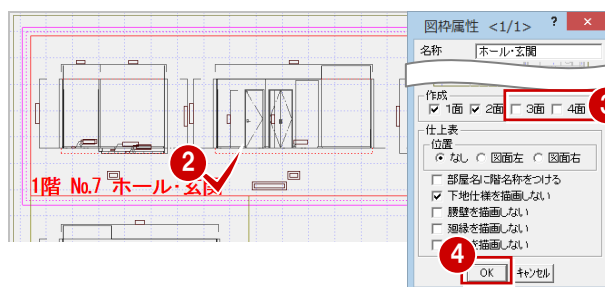 図枠属性 <1/1> ? ×
名称 ホール・玄関
作成
1面 2面 3面 4面
3
仕上表
位置
なし 図面左 図面右
部屋名に階名称をつける
下地仕様を描画しない
腰壁を描画しない
廻縁を描画しない
を描画しない
4
OK キャンセル
2
1階 No.7 ホール・玄関